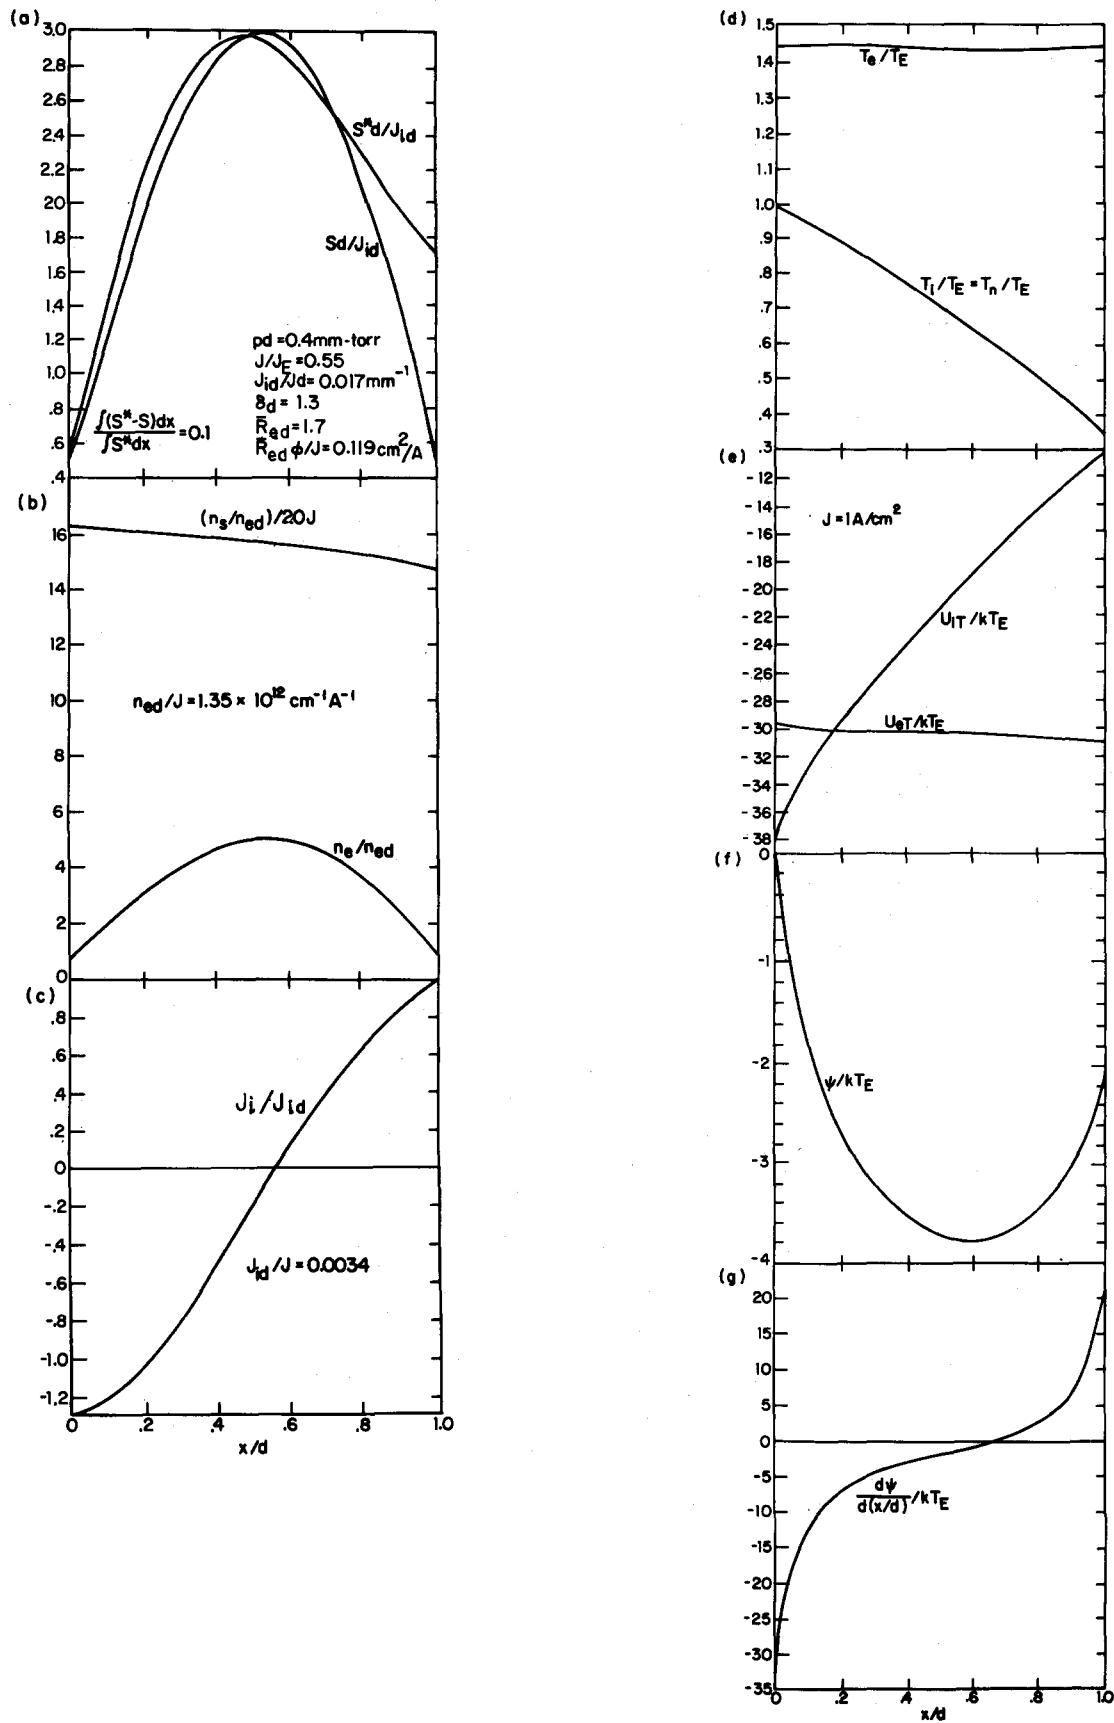 (a)
3.0
2.8
2.6
2.4
2.2
2.0
1.8
1.6
1.4
1.2
1.0
.8
.6
.4
S*d/J_id
Sd/J_id
pd = 0.4mm-torr
J/J_E = 0.55
J_id/Jd = 0.017mm⁻¹
δ_d = 1.3
R̄_ed = 1.7
R̄_ed ϕ/J = 0.119cm²/A
∫(S*-S)dx / ∫S*dx = 0.1
(b)
16
14
12
10
8
6
4
2
0
(n_s/n_ed)/20J
n_ed/J = 1.35 × 10¹² cm⁻¹A⁻¹
n_e/n_ed
(c)
.8
.6
.4
.2
0
-.2
-.4
-.6
-.8
-1.0
-1.2
J_i/J_id
J_id/J = 0.0034
0 .2 .4 .6 .8 1.0
x/d
(d)
1.5
1.4
1.3
1.2
1.1
1.0
.9
.8
.7
.6
.5
.4
.3
T_e/T_E
T_i/T_E = T_n/T_E
(e)
-12
-14
-16
-18
-20
-22
-24
-26
-28
-30
-32
-34
-36
-38
J = 1A/cm²
U_iT/kT_E
U_eT/kT_E
(f)
0
-1
-2
-3
-4
ψ/kT_E
(g)
20
15
10
5
0
-5
-10
-15
-20
-25
-30
-35
dψ/d(x/d) /kT_E
0 .2 .4 .6 .8 1.0
x/d